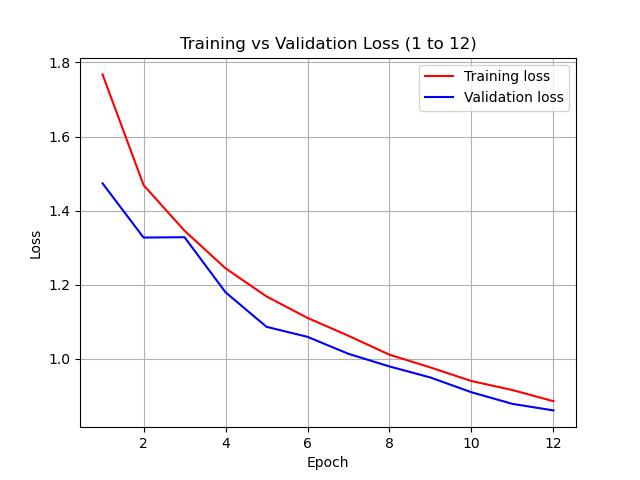 Training vs Validation Loss (1 to 12)
Training loss
Validation loss
1.8
1.6
1.4
1.2
1.0
Loss
2 4 6 8 10 12
Epoch